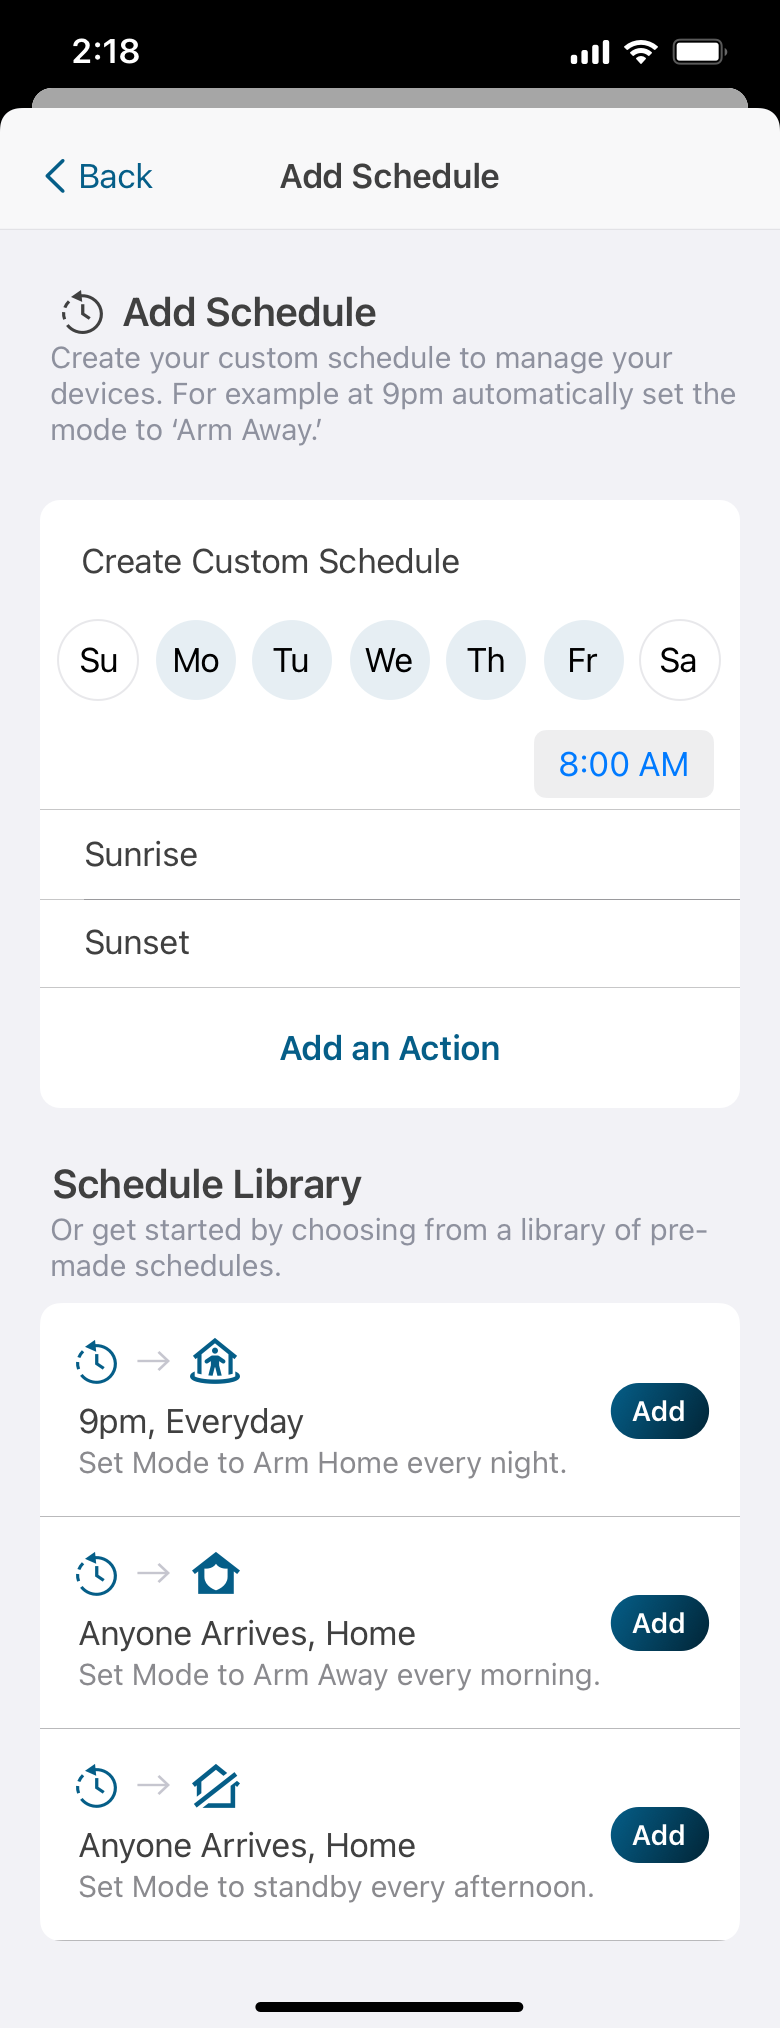 2:18
Back
Add Schedule
Add Schedule
Create your custom schedule to manage your
devices. For example at 9pm automatically set the
mode to ‘Arm Away.’
Create Custom Schedule
Su Mo Tu We Th Fr Sa
8:00 AM
Sunrise
Sunset
Add an Action
Schedule Library
Or get started by choosing from a library of pre-
made schedules.
9pm, Everyday
Set Mode to Arm Home every night.
Add
Anyone Arrives, Home
Set Mode to Arm Away every morning.
Add
Anyone Arrives, Home
Set Mode to standby every afternoon.
Add